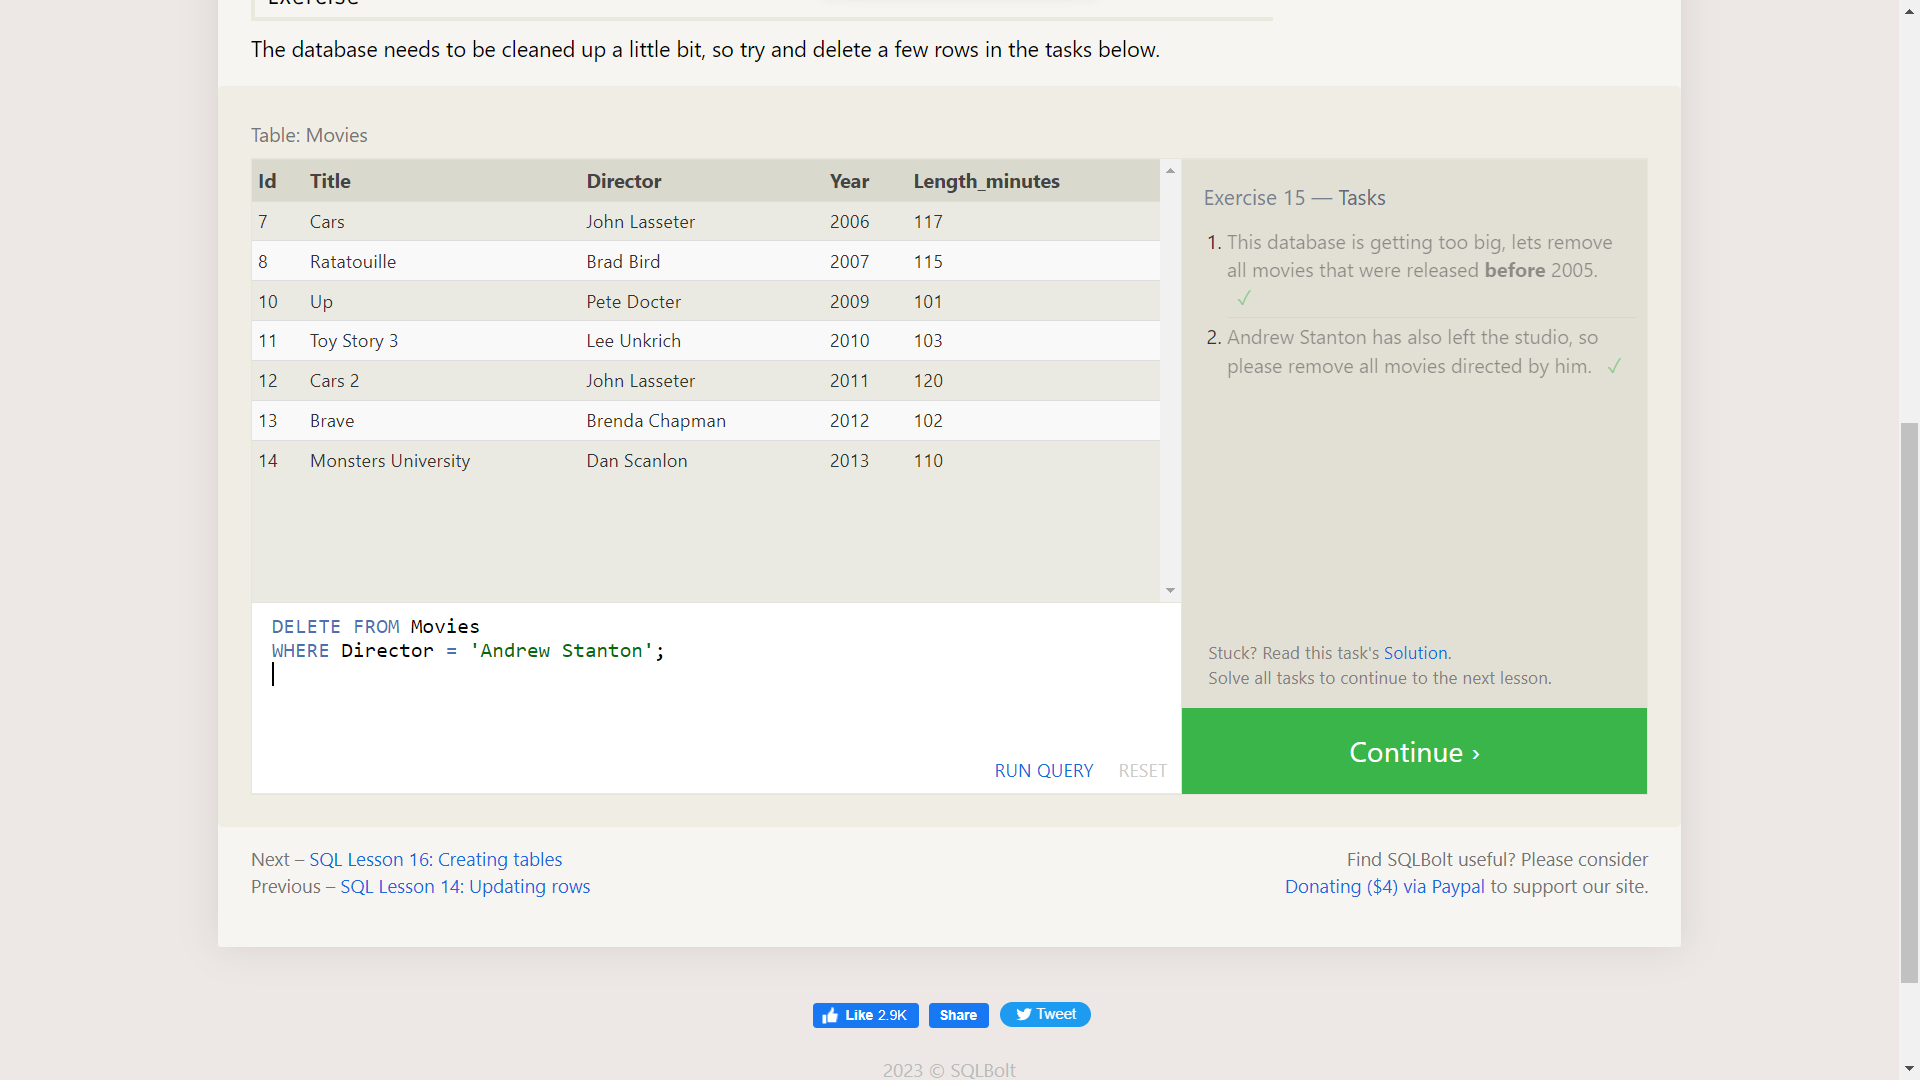 Exercise
The database needs to be cleaned up a little bit, so try and delete a few rows in the tasks below.
Table: Movies
Id Title Director Year Length_minutes
7 Cars John Lasseter 2006 117
8 Ratatouille Brad Bird 2007 115
10 Up Pete Docter 2009 101
11 Toy Story 3 Lee Unkrich 2010 103
12 Cars 2 John Lasseter 2011 120
13 Brave Brenda Chapman 2012 102
14 Monsters University Dan Scanlon 2013 110
DELETE FROM Movies
WHERE Director = 'Andrew Stanton';
RUN QUERY RESET
Exercise 15 — Tasks
1. This database is getting too big, lets remove
all movies that were released before 2005.
✓
2. Andrew Stanton has also left the studio, so
please remove all movies directed by him. ✓
Stuck? Read this task's Solution.
Solve all tasks to continue to the next lesson.
Continue ›
Next – SQL Lesson 16: Creating tables
Previous – SQL Lesson 14: Updating rows
Find SQLBolt useful? Please consider
Donating ($4) via Paypal to support our site.
Like 2.9K Share Tweet
2023 © SQLBolt